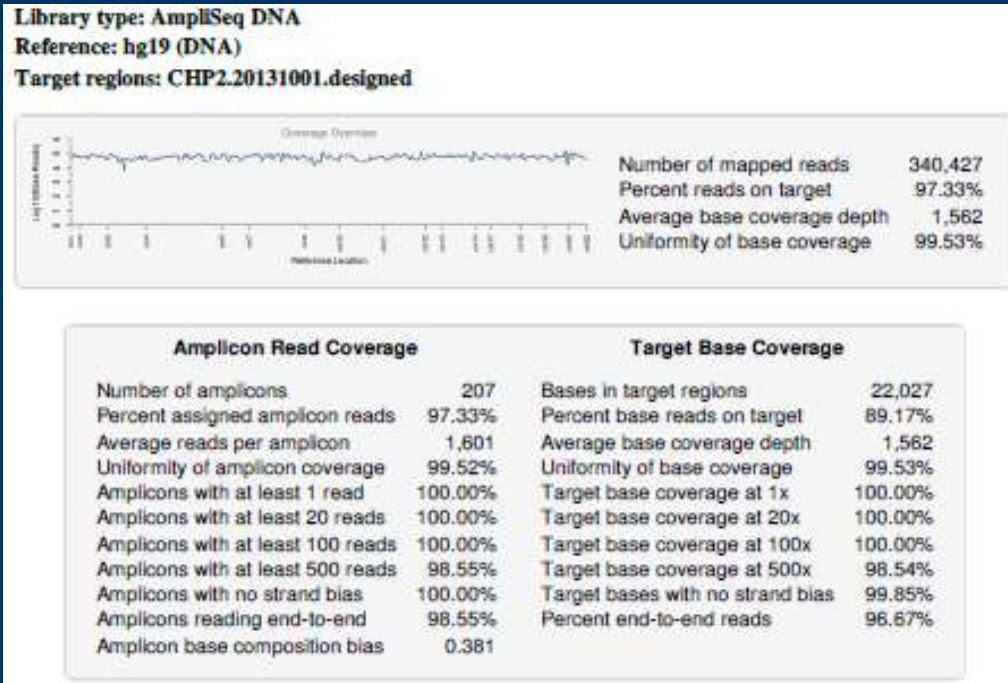 Library type: AmpliSeq DNA
Reference: hg19 (DNA)
Target regions: CHP2.20131001.designed
Coverage Overview
Reference Location
Number of mapped reads 340,427
Percent reads on target 97.33%
Average base coverage depth 1,562
Uniformity of base coverage 99.53%
Amplicon Read Coverage
Number of amplicons 207
Percent assigned amplicon reads 97.33%
Average reads per amplicon 1,601
Uniformity of amplicon coverage 99.52%
Amplicons with at least 1 read 100.00%
Amplicons with at least 20 reads 100.00%
Amplicons with at least 100 reads 100.00%
Amplicons with at least 500 reads 98.55%
Amplicons with no strand bias 100.00%
Amplicons reading end-to-end 98.55%
Amplicon base composition bias 0.381
Target Base Coverage
Bases in target regions 22,027
Percent base reads on target 89.17%
Average base coverage depth 1,562
Uniformity of base coverage 99.53%
Target base coverage at 1x 100.00%
Target base coverage at 20x 100.00%
Target base coverage at 100x 100.00%
Target base coverage at 500x 98.54%
Target bases with no strand bias 99.85%
Percent end-to-end reads 96.67%